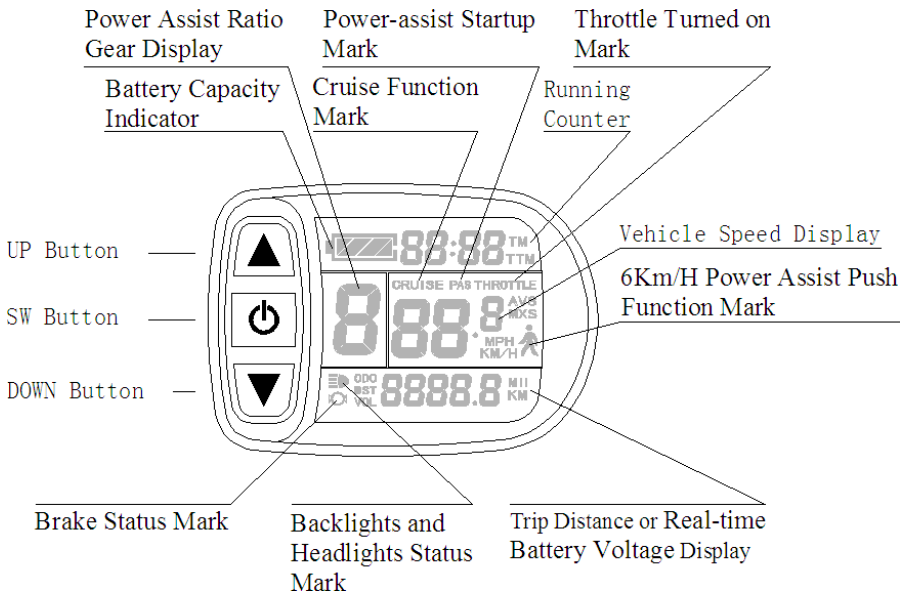 Power Assist Ratio
Gear Display
Power-assist Startup
Mark
Throttle Turned on
Mark
Battery Capacity
Indicator
Cruise Function
Mark
Running
Counter
UP Button
SW Button
DOWN Button
88:88 TM
TTM
CRUISE PAS THROTTLE
8
88.8 AVS
MXS
MPH
KM/H
ODO
DST
VOL
8888.8 MIL
KM
Vehicle Speed Display
6Km/H Power Assist Push
Function Mark
Brake Status Mark
Backlights and
Headlights Status
Mark
Trip Distance or Real-time
Battery Voltage Display